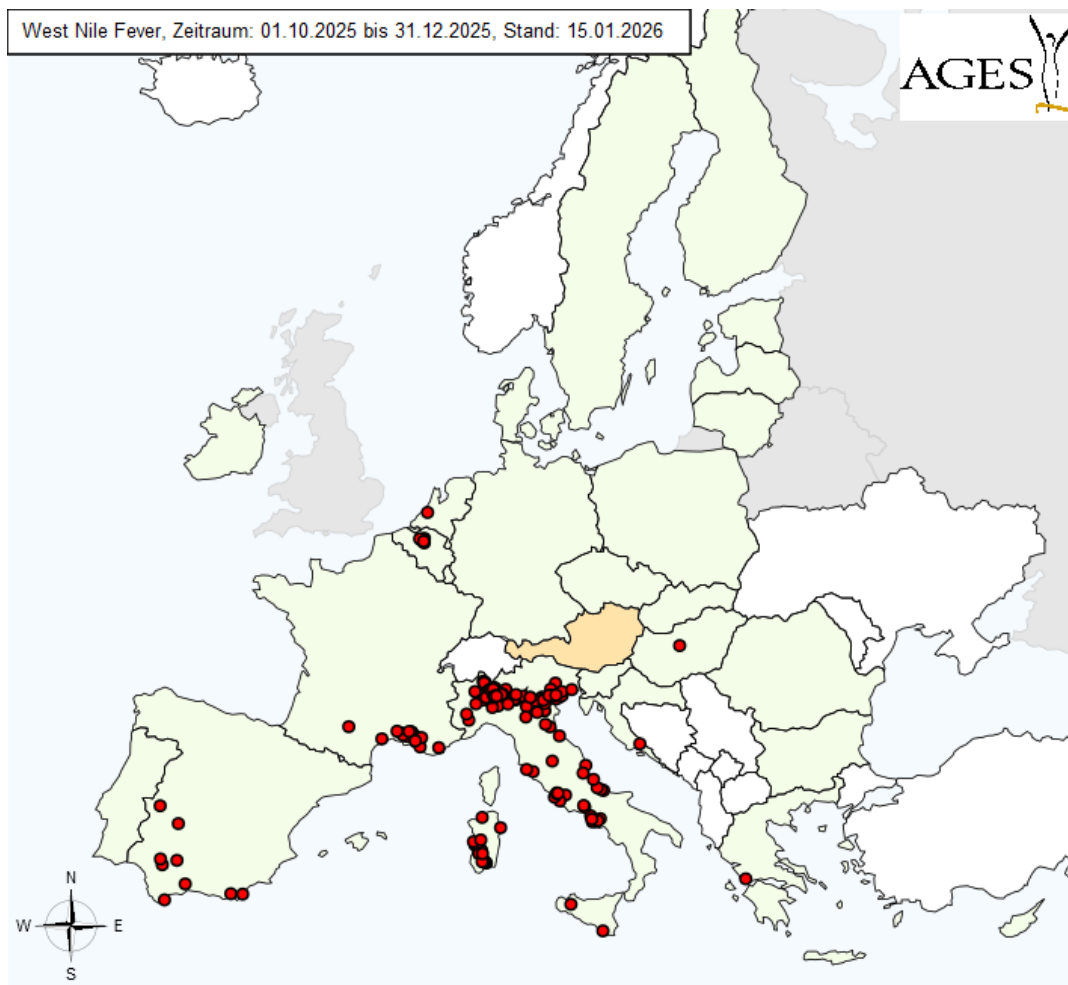 West Nile Fever, Zeitraum: 01.10.2025 bis 31.12.2025, Stand: 15.01.2026
AGES
N
W E
S